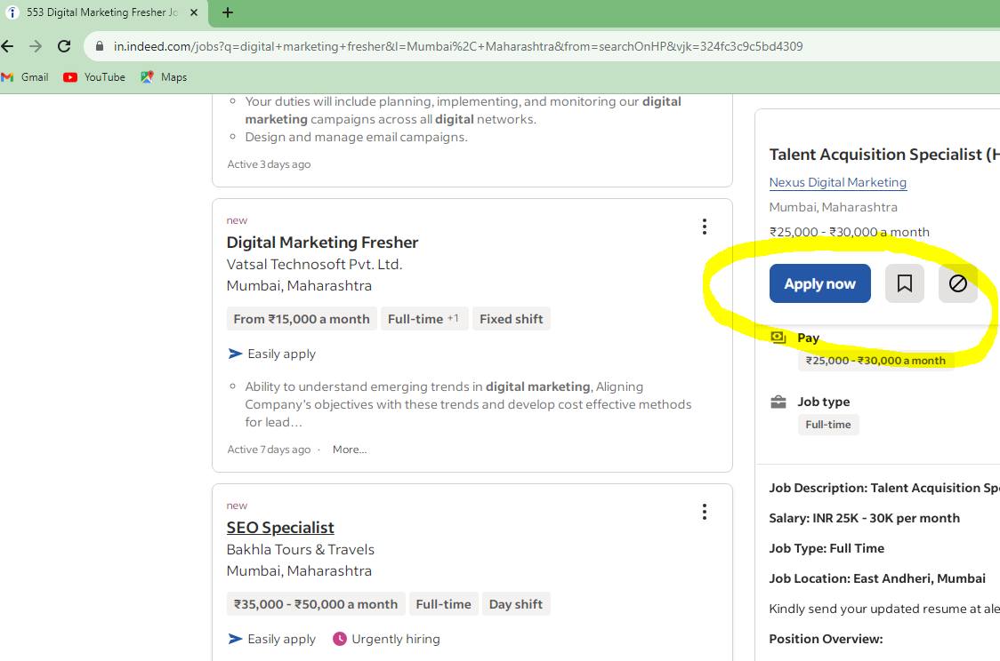 553 Digital Marketing Fresher Jo
in.indeed.com/jobs?q=digital+marketing+fresher&l=Mumbai%2C+Maharashtra&from=searchOnHP&vjk=324fc3c9c5bd4309
Gmail YouTube Maps
Your duties will include planning, implementing, and monitoring our digital
marketing campaigns across all digital networks.
Design and manage email campaigns.
Active 3 days ago
new
Digital Marketing Fresher
Vatsal Technosoft Pvt. Ltd.
Mumbai, Maharashtra
From ₹15,000 a month Full-time +1 Fixed shift
Easily apply
Ability to understand emerging trends in digital marketing, Aligning
Company's objectives with these trends and develop cost effective methods
for lead…
Active 7 days ago · More...
new
SEO Specialist
Bakhla Tours & Travels
Mumbai, Maharashtra
₹35,000 - ₹50,000 a month Full-time Day shift
Easily apply Urgently hiring
Talent Acquisition Specialist (H
Nexus Digital Marketing
Mumbai, Maharashtra
₹25,000 - ₹30,000 a month
Apply now
Pay
₹25,000 - ₹30,000 a month
Job type
Full-time
Job Description: Talent Acquisition Spe
Salary: INR 25K - 30K per month
Job Type: Full Time
Job Location: East Andheri, Mumbai
Kindly send your updated resume at ale
Position Overview: